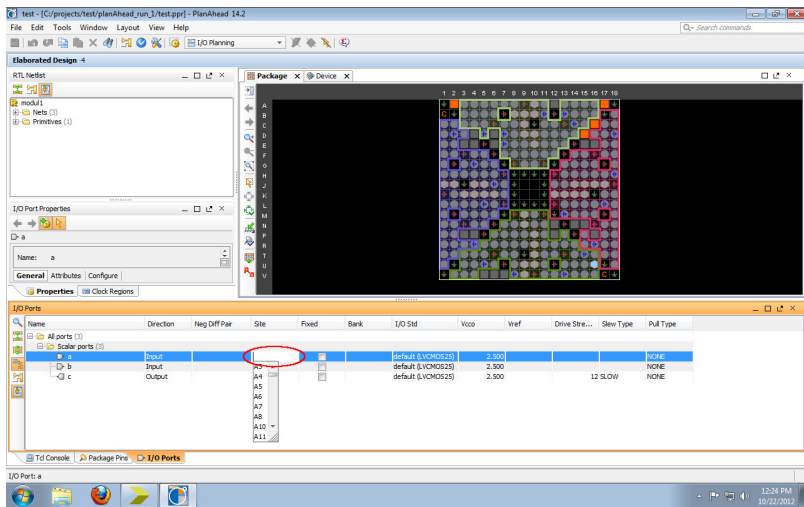 test - [C:/projects/test/planAhead_run_1/test.ppr] - PlanAhead 14.2
File Edit Tools Window Layout View Help
Search commands
I/O Planning
Elaborated Design -4
RTL Netlist
modul1
Nets (3)
Primitives (1)
I/O Port Properties
a
Name: a
General Attributes Configure
Properties Clock Regions
Package Device
1 2 3 4 5 6 7 8 9 10 11 12 13 14 15 16 17 18
A
B
C
D
E
F
G
H
J
K
L
M
N
P
R
T
U
V
I/O Ports
Name Direction Neg Diff Pair Site Fixed Bank I/O Std Vcco Vref Drive Stre... Slew Type Pull Type
All ports (3)
Scalar ports (3)
a Input default (LVCMOS25) 2.500 NONE
b Input A3 default (LVCMOS25) 2.500 NONE
c Output A4 default (LVCMOS25) 2.500 12 SLOW NONE
A5
A6
A7
A8
A10
A11
Tcl Console Package Pins I/O Ports
I/O Port: a
12:24 PM
10/22/2012